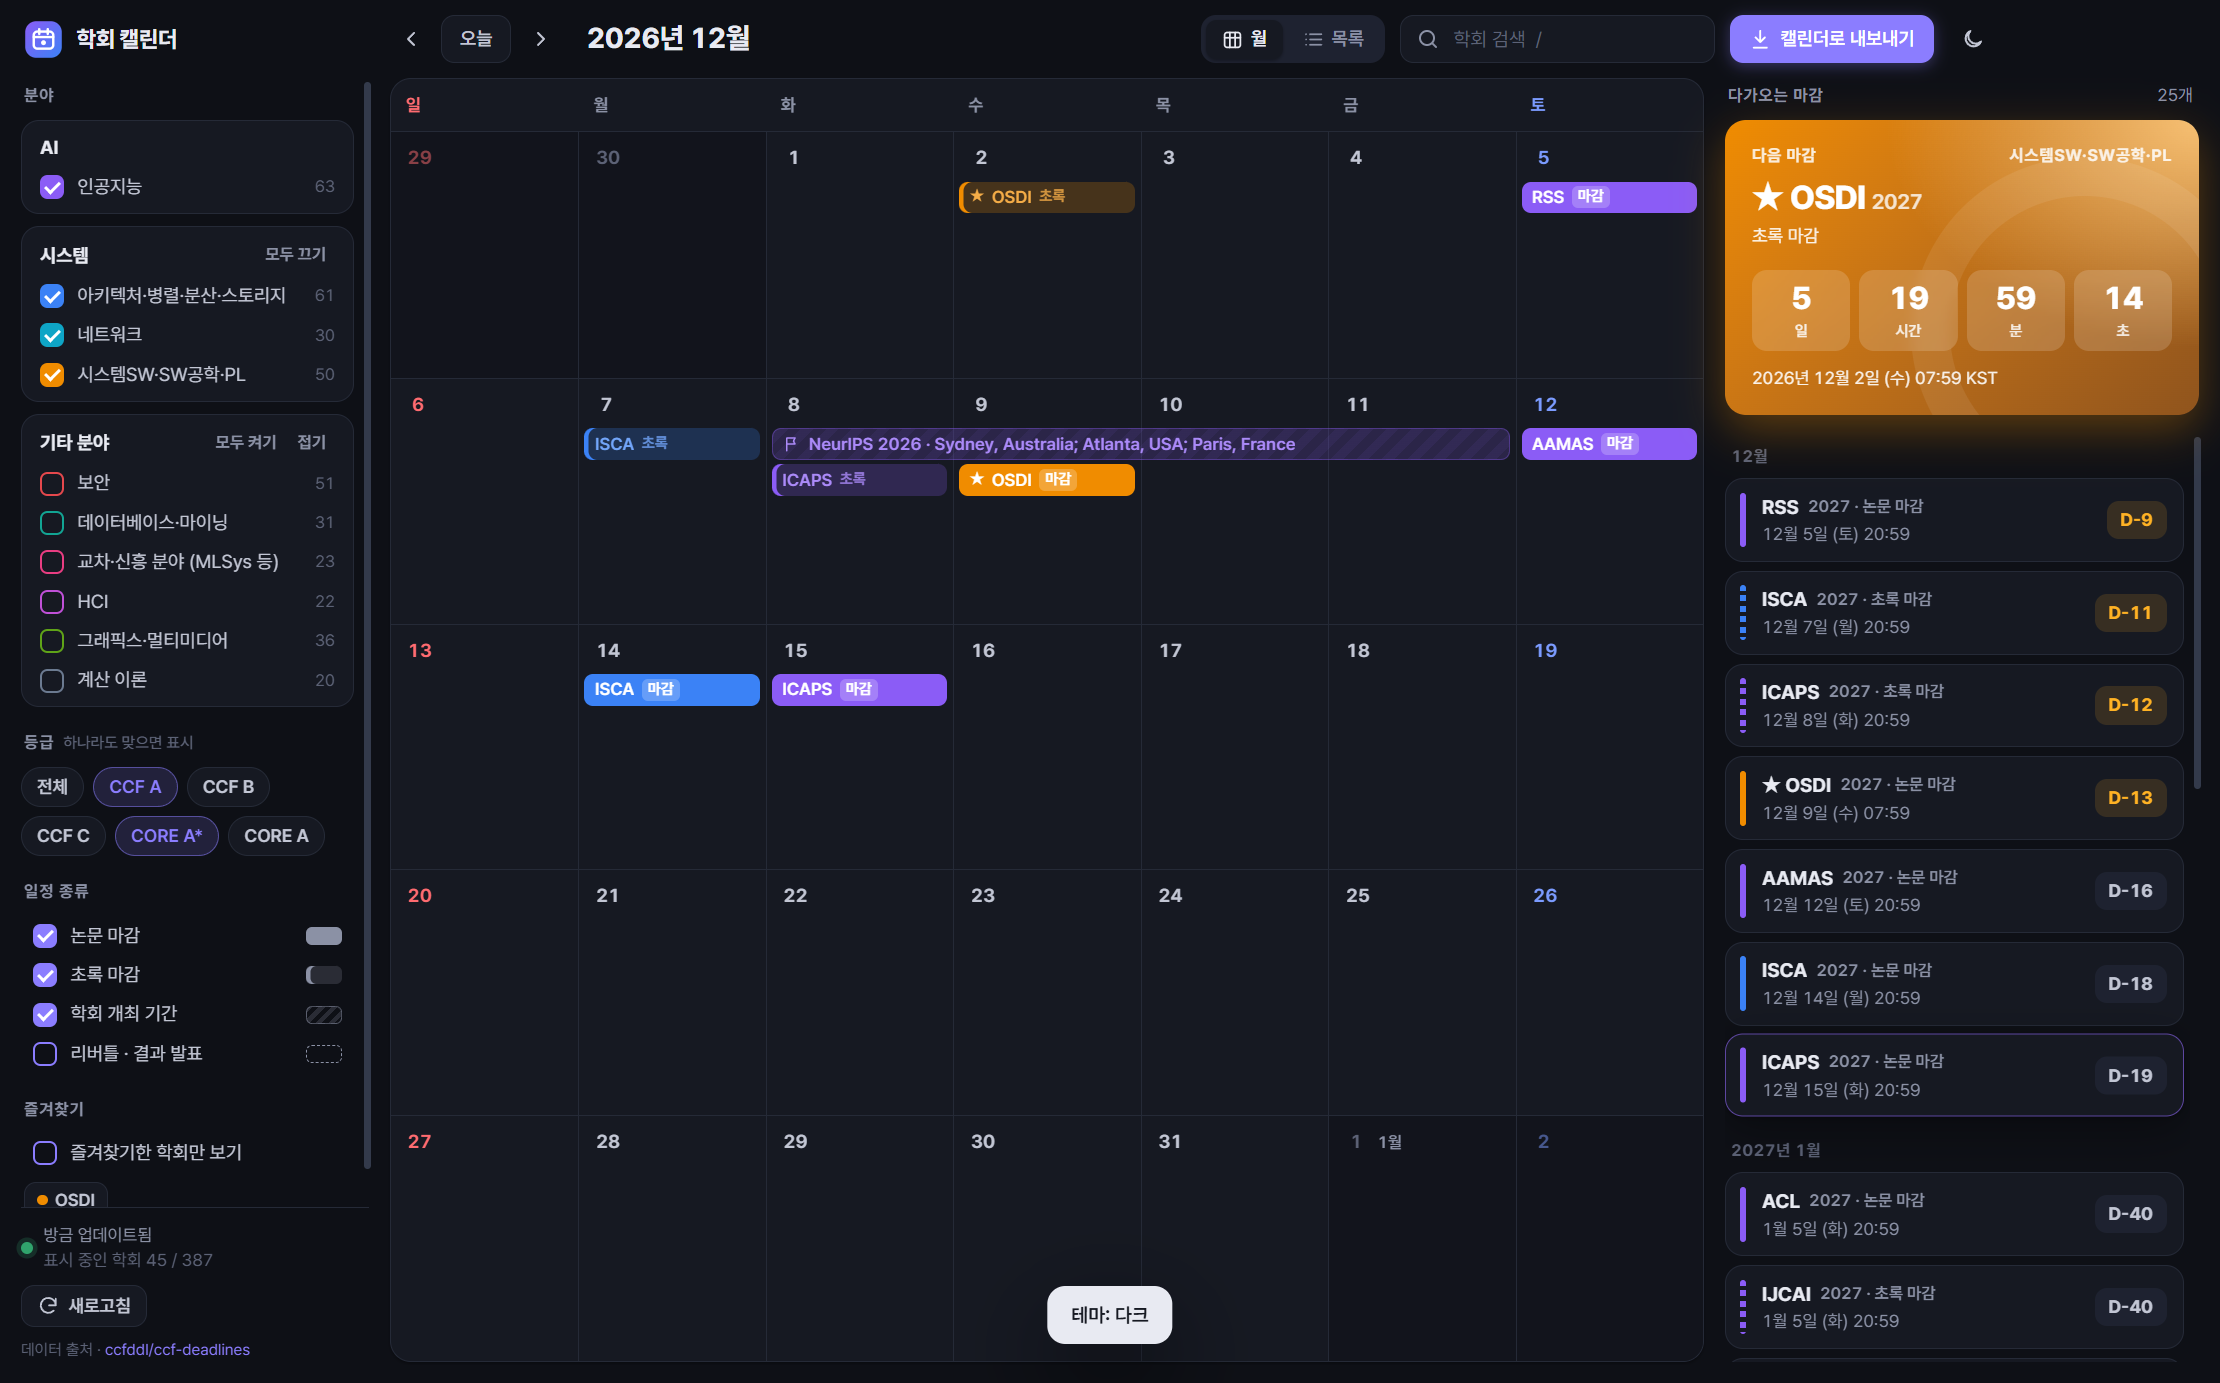 학회 캘린더
오늘
2026년 12월
월
목록
학회 검색 /
캘린더로 내보내기
분야
AI
인공지능 63
시스템 모두 끄기
아키텍처·병렬·분산·스토리지 61
네트워크 30
시스템SW·SW공학·PL 50
기타 분야 모두 켜기 접기
보안 51
데이터베이스·마이닝 31
교차·신흥 분야 (MLSys 등) 23
HCI 22
그래픽스·멀티미디어 36
계산 이론 20
등급 하나라도 맞으면 표시
전체 CCF A CCF B
CCF C CORE A* CORE A
일정 종류
논문 마감
초록 마감
학회 개최 기간
리버틀 · 결과 발표
즐겨찾기
즐겨찾기한 학회만 보기
OSDI
방금 업데이트됨
표시 중인 학회 45 / 387
새로고침
데이터 출처 · ccfddl/ccf-deadlines
일 월 화 수 목 금 토
29 30 1 2 3 4 5
★ OSDI 초록
RSS 마감
6 7 8 9 10 11 12
ISCA 초록
NeurIPS 2026 · Sydney, Australia; Atlanta, USA; Paris, France
AAMAS 마감
ICAPS 초록
★ OSDI 마감
13 14 15 16 17 18 19
ISCA 마감
ICAPS 마감
20 21 22 23 24 25 26
27 28 29 30 31 1 1월 2
테마: 다크
다가오는 마감 25개
다음 마감 시스템SW·SW공학·PL
★ OSDI 2027
초록 마감
5 19 59 14
일 시간 분 초
2026년 12월 2일 (수) 07:59 KST
12월
RSS 2027 · 논문 마감
12월 5일 (토) 20:59
D-9
ISCA 2027 · 초록 마감
12월 7일 (월) 20:59
D-11
ICAPS 2027 · 초록 마감
12월 8일 (화) 20:59
D-12
★ OSDI 2027 · 논문 마감
12월 9일 (수) 07:59
D-13
AAMAS 2027 · 논문 마감
12월 12일 (토) 20:59
D-16
ISCA 2027 · 논문 마감
12월 14일 (월) 20:59
D-18
ICAPS 2027 · 논문 마감
12월 15일 (화) 20:59
D-19
2027년 1월
ACL 2027 · 논문 마감
1월 5일 (화) 20:59
D-40
IJCAI 2027 · 초록 마감
1월 5일 (화) 20:59
D-40